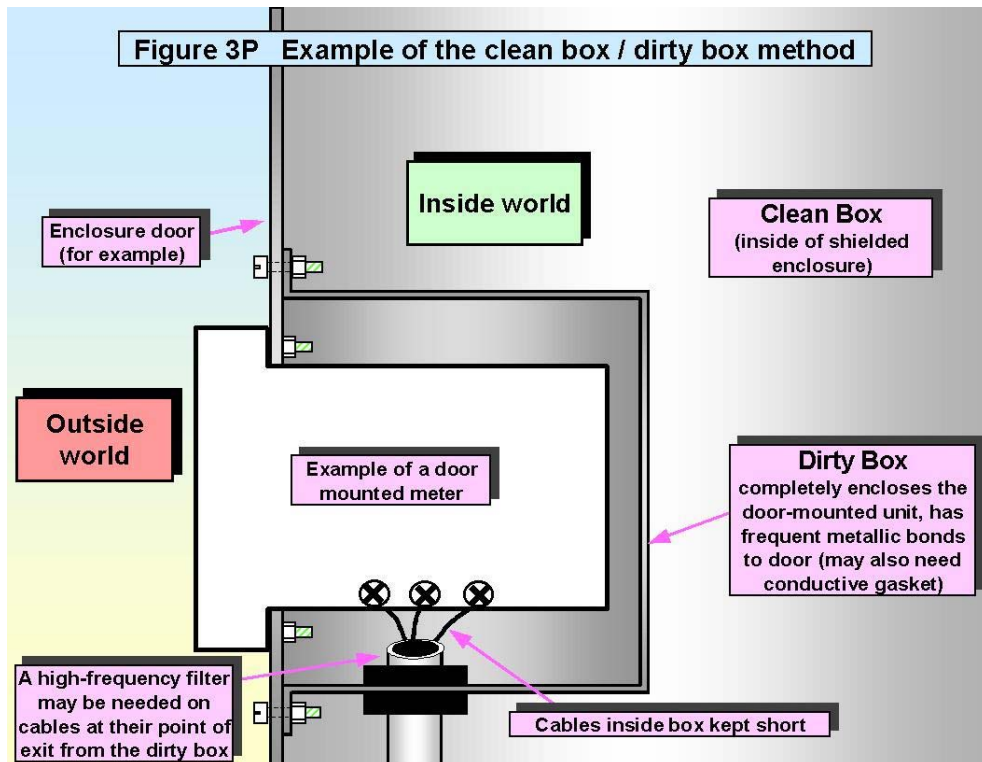 Figure 3P   Example of the clean box / dirty box method
Inside world
Clean Box
(inside of shielded
enclosure)
Enclosure door
(for example)
Outside
world
Example of a door
mounted meter
Dirty Box
completely encloses the
door-mounted unit, has
frequent metallic bonds
to door (may also need
conductive gasket)
A high-frequency filter
may be needed on
cables at their point of
exit from the dirty box
Cables inside box kept short